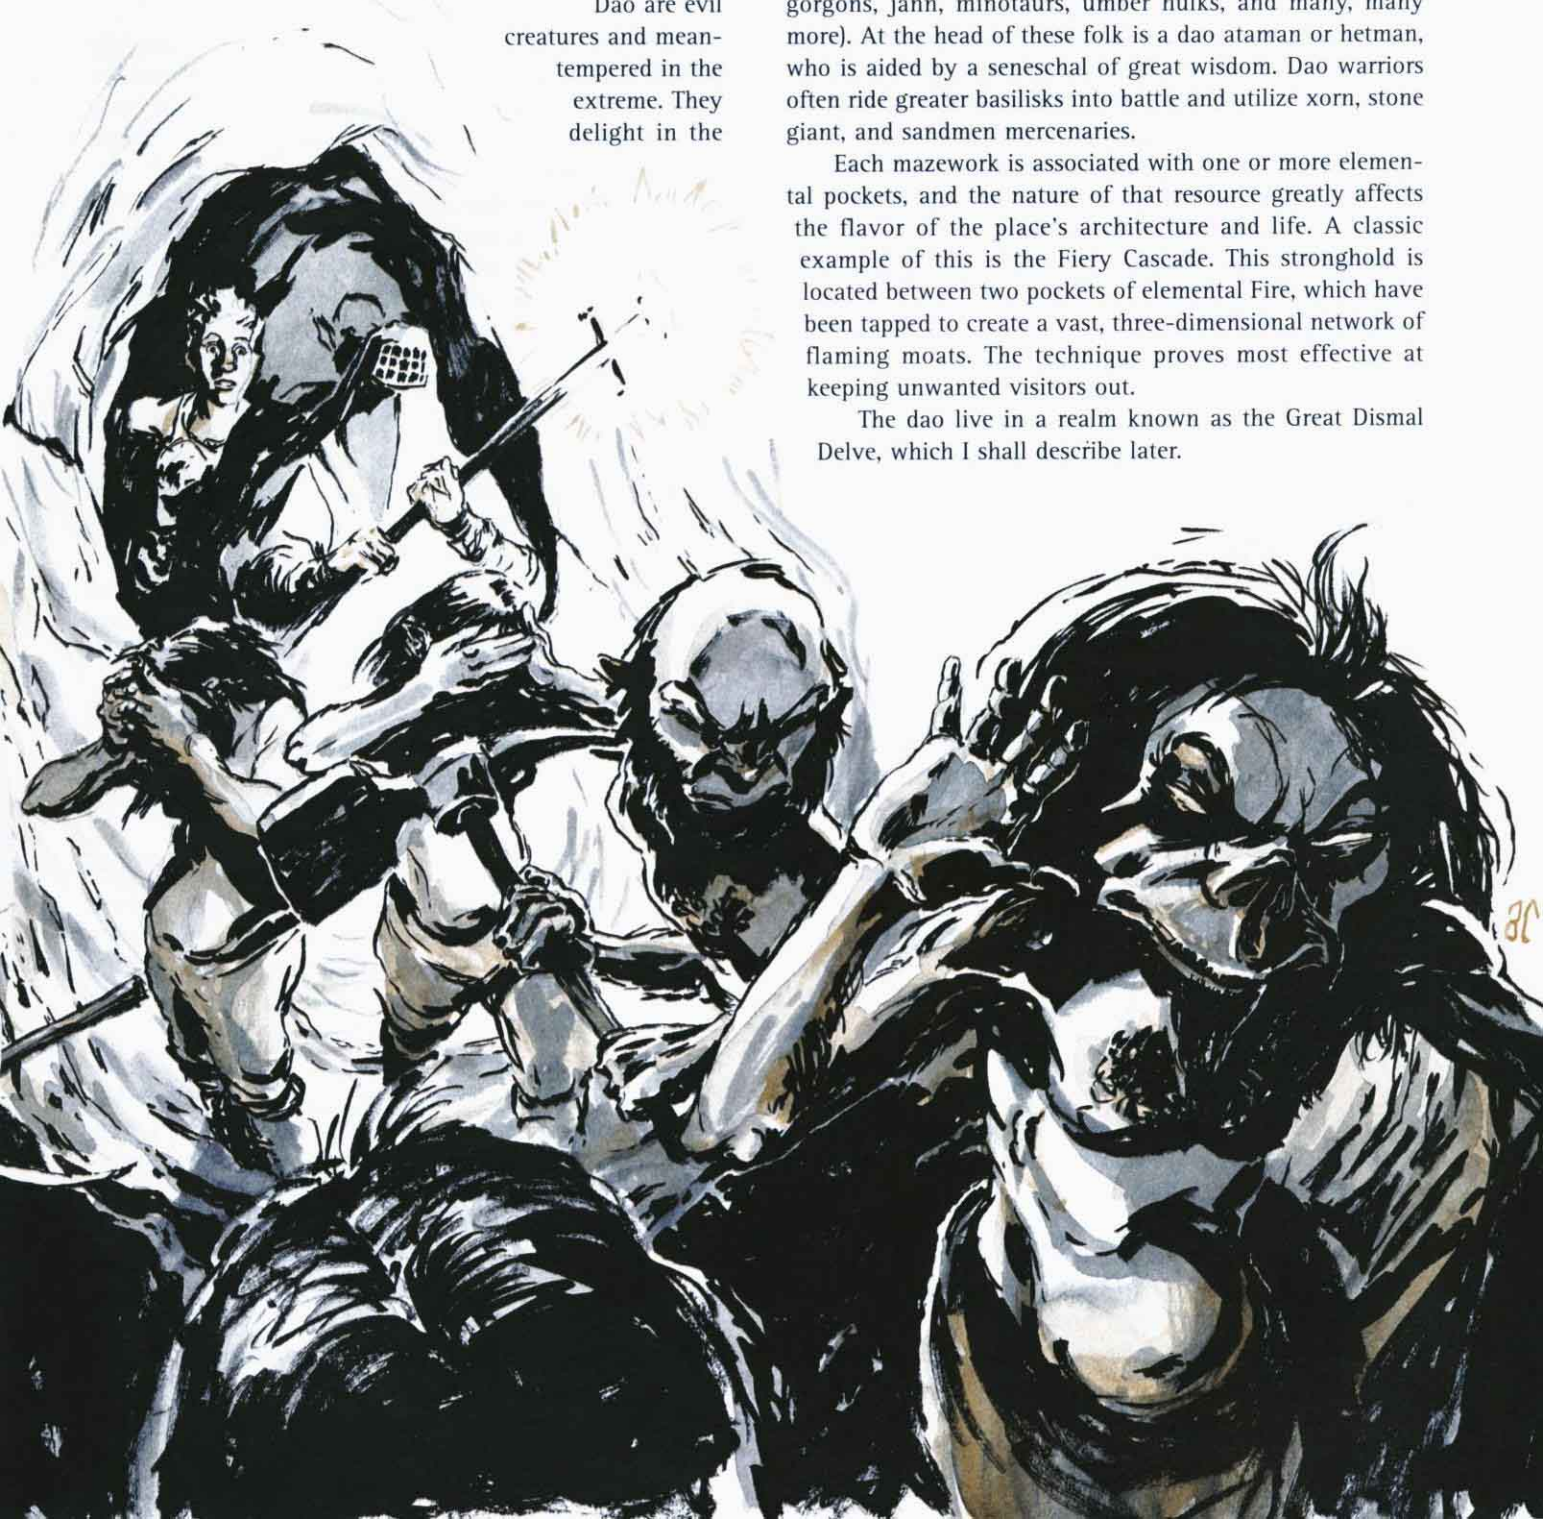 Dao are evil
creatures and mean-
tempered in the
extreme. They
delight in the
gorgons, jann, minotaurs, umber hulks, and many, many
more). At the head of these folk is a dao ataman or hetman,
who is aided by a seneschal of great wisdom. Dao warriors
often ride greater basilisks into battle and utilize xorn, stone
giant, and sandmen mercenaries.
Each mazework is associated with one or more elemen-
tal pockets, and the nature of that resource greatly affects
the flavor of the place's architecture and life. A classic
example of this is the Fiery Cascade. This stronghold is
located between two pockets of elemental Fire, which have
been tapped to create a vast, three-dimensional network of
flaming moats. The technique proves most effective at
keeping unwanted visitors out.
The dao live in a realm known as the Great Dismal
Delve, which I shall describe later.